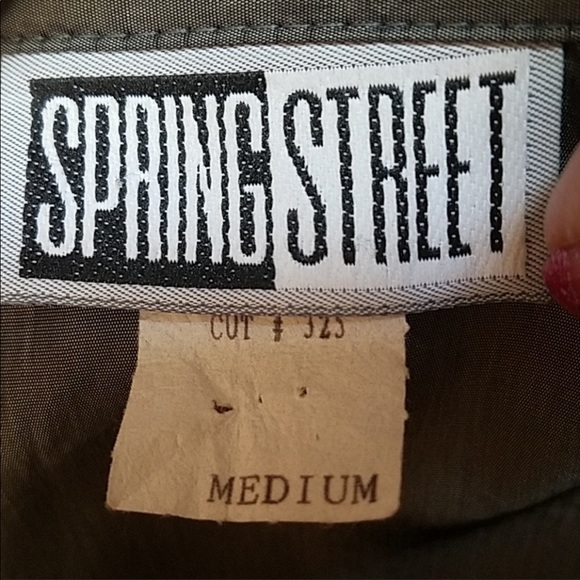 SPRING STREET
CUT # 323
MEDIUM